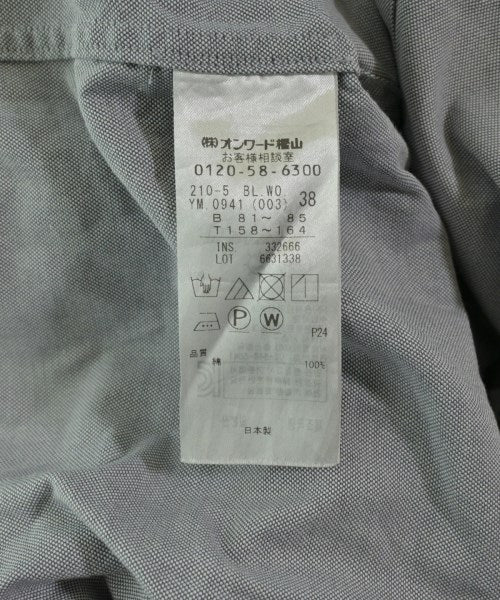 (株)オンワード樫山
お客様相談室
0120-58-6300
210-5 BL.WO.
YM.0941 (003) 38
B 81~ 85
T 158~164
INS. 332666
LOT 6631338
P W
P24
品質 綿 100%
日本製